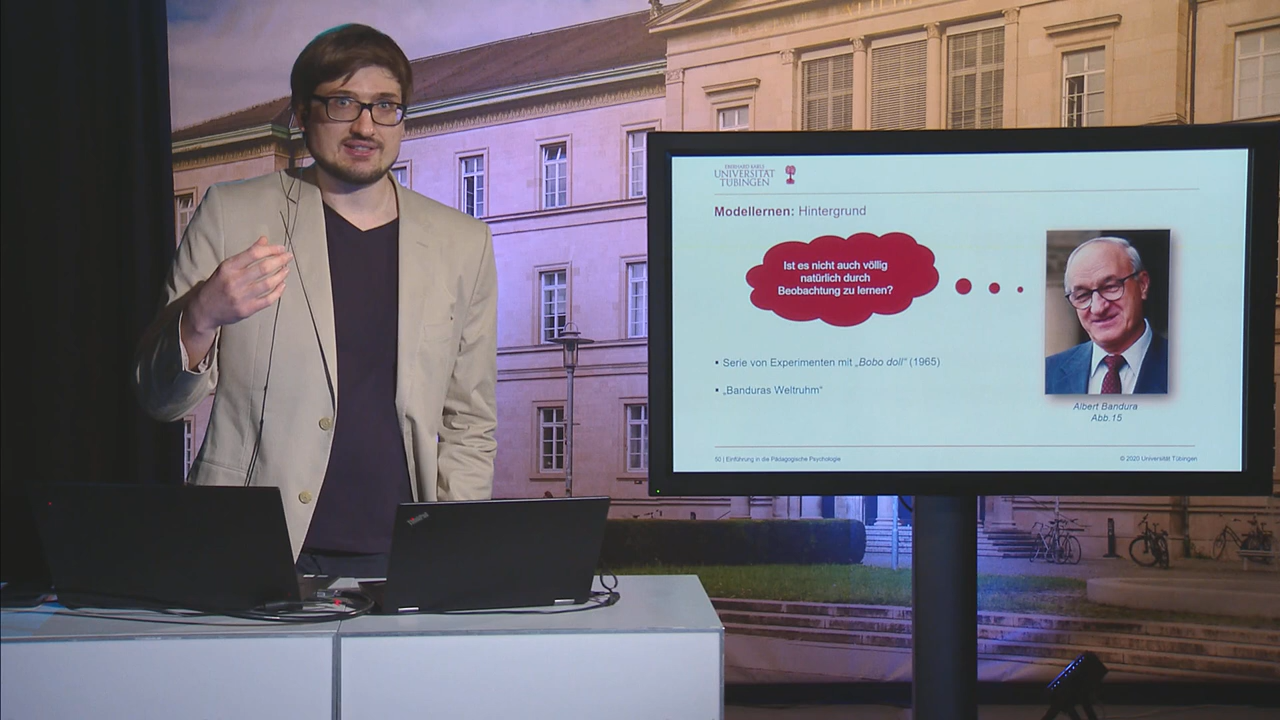 EBERHARD KARLS
UNIVERSITÄT
TÜBINGEN
Modellernen: Hintergrund
Ist es nicht auch völlig
natürlich durch
Beobachtung zu lernen?
• Serie von Experimenten mit „Bobo doll“ (1965)
• „Banduras Weltruhm“
Albert Bandura
Abb.15
50 | Einführung in die Pädagogische Psychologie
© 2020 Universität Tübingen
ThinkPad